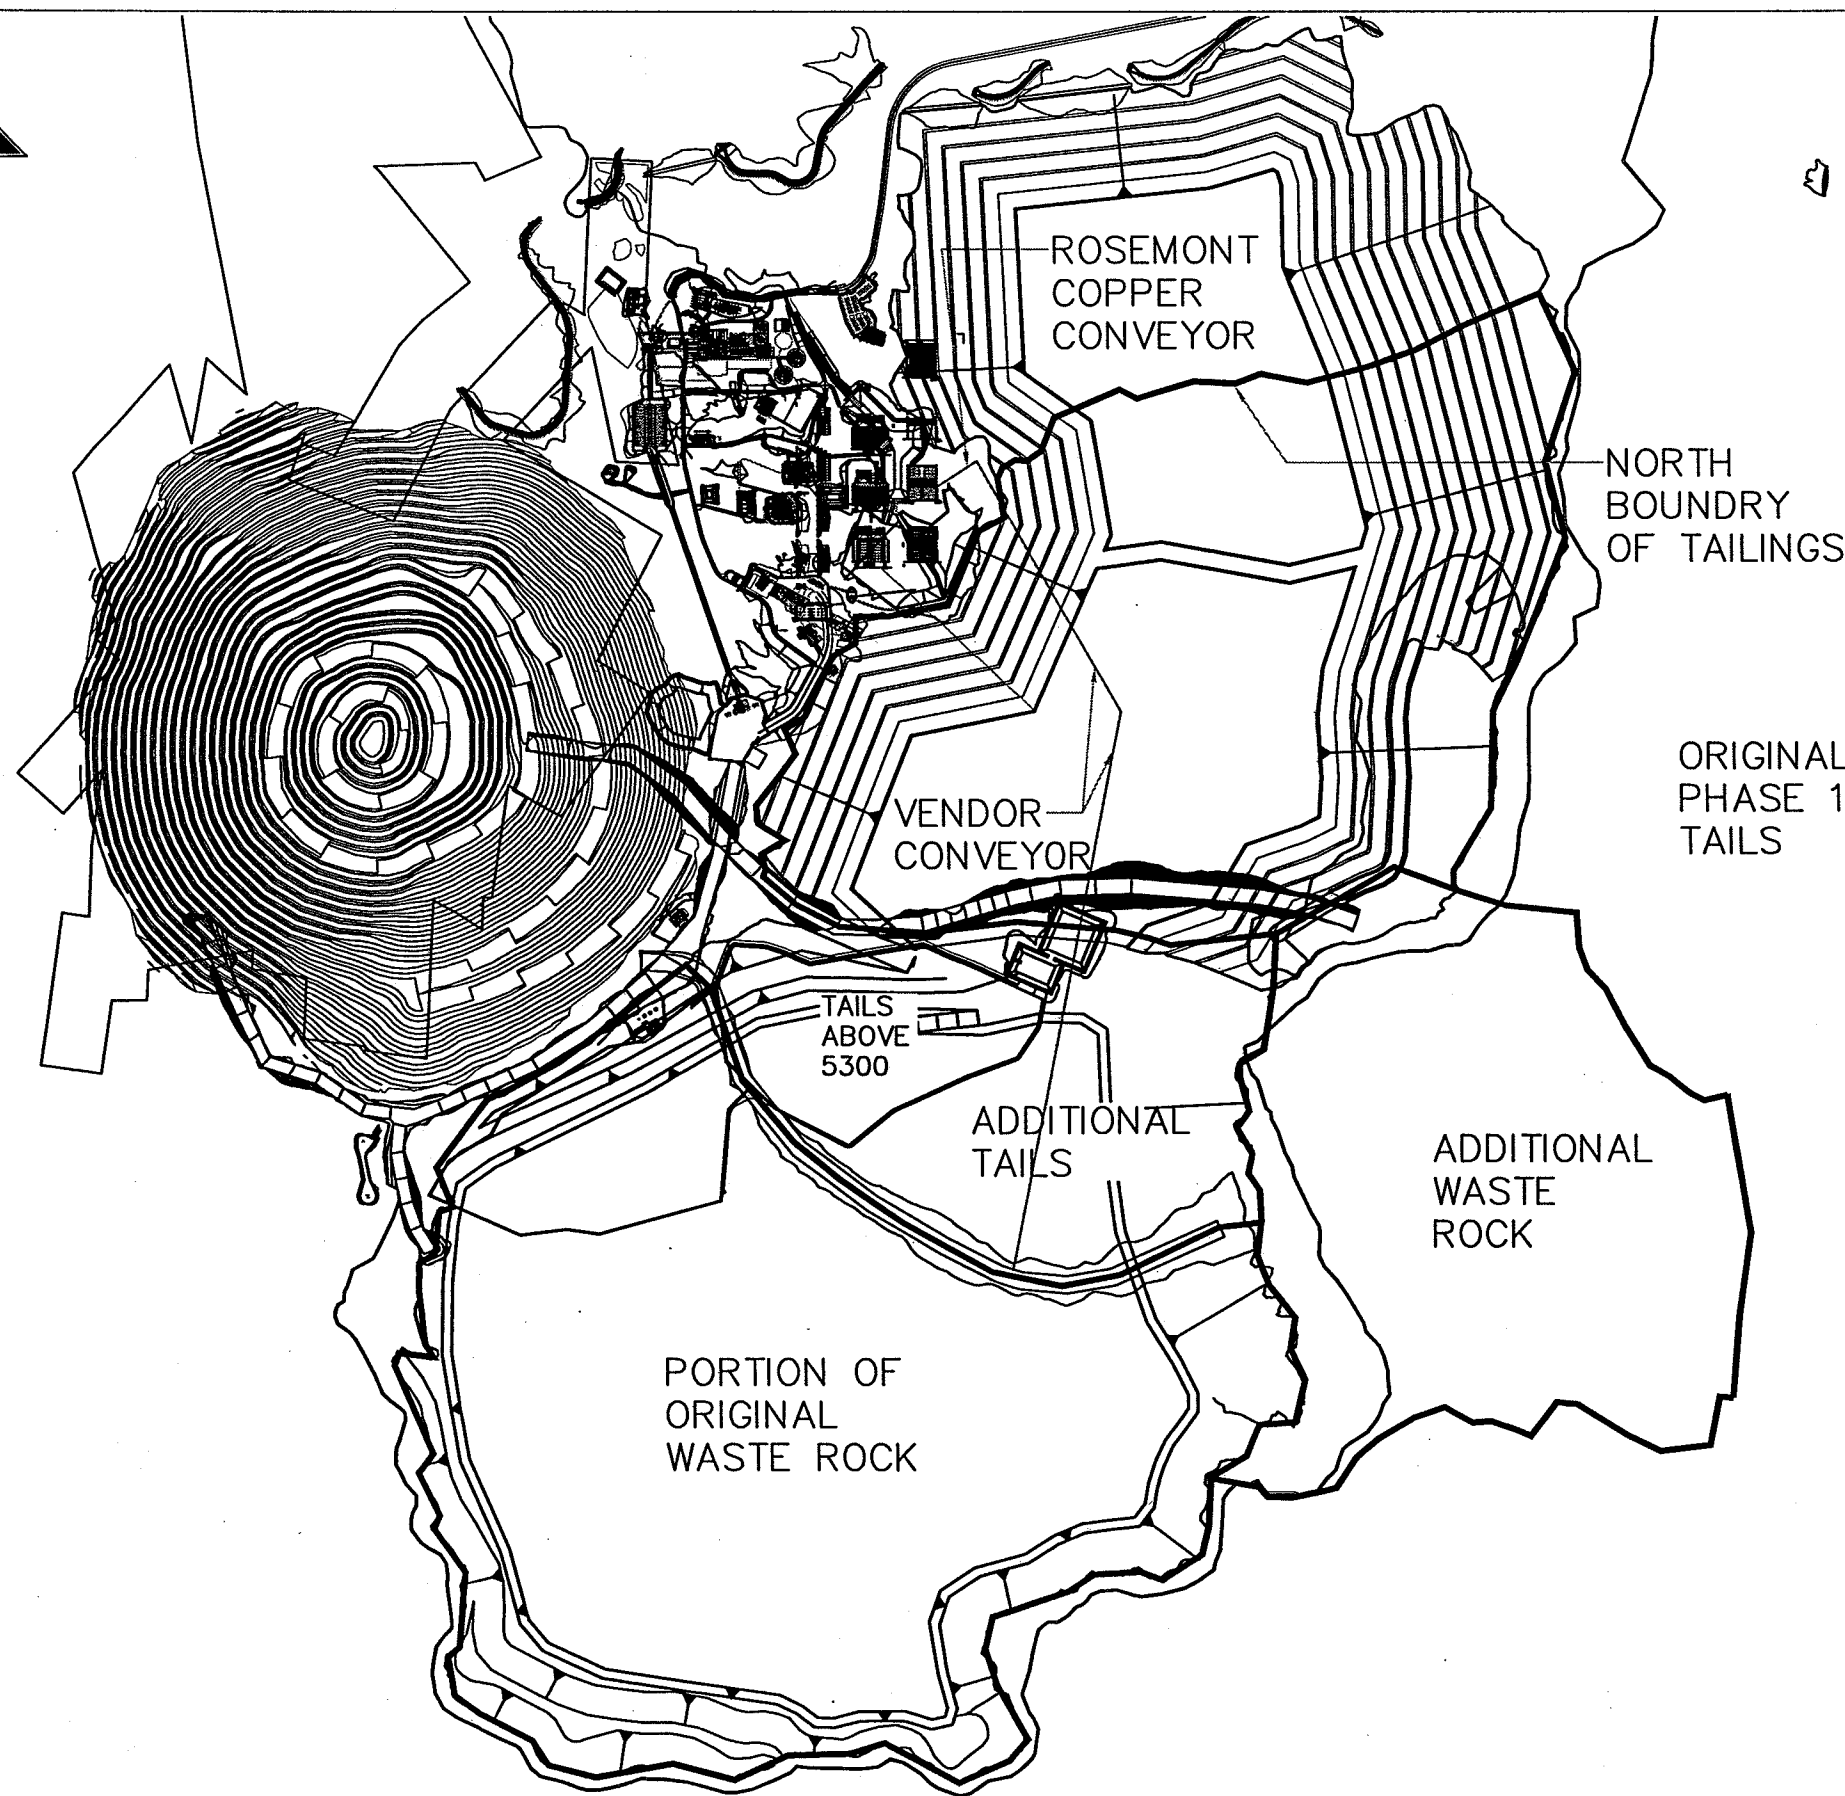 ROSEMONT
COPPER
CONVEYOR
NORTH
BOUNDRY
OF TAILINGS
ORIGINAL
PHASE 1
TAILS
VENDOR
CONVEYOR
TAILS
ABOVE
5300
ADDITIONAL
TAILS
ADDITIONAL
WASTE
ROCK
PORTION OF
ORIGINAL
WASTE ROCK